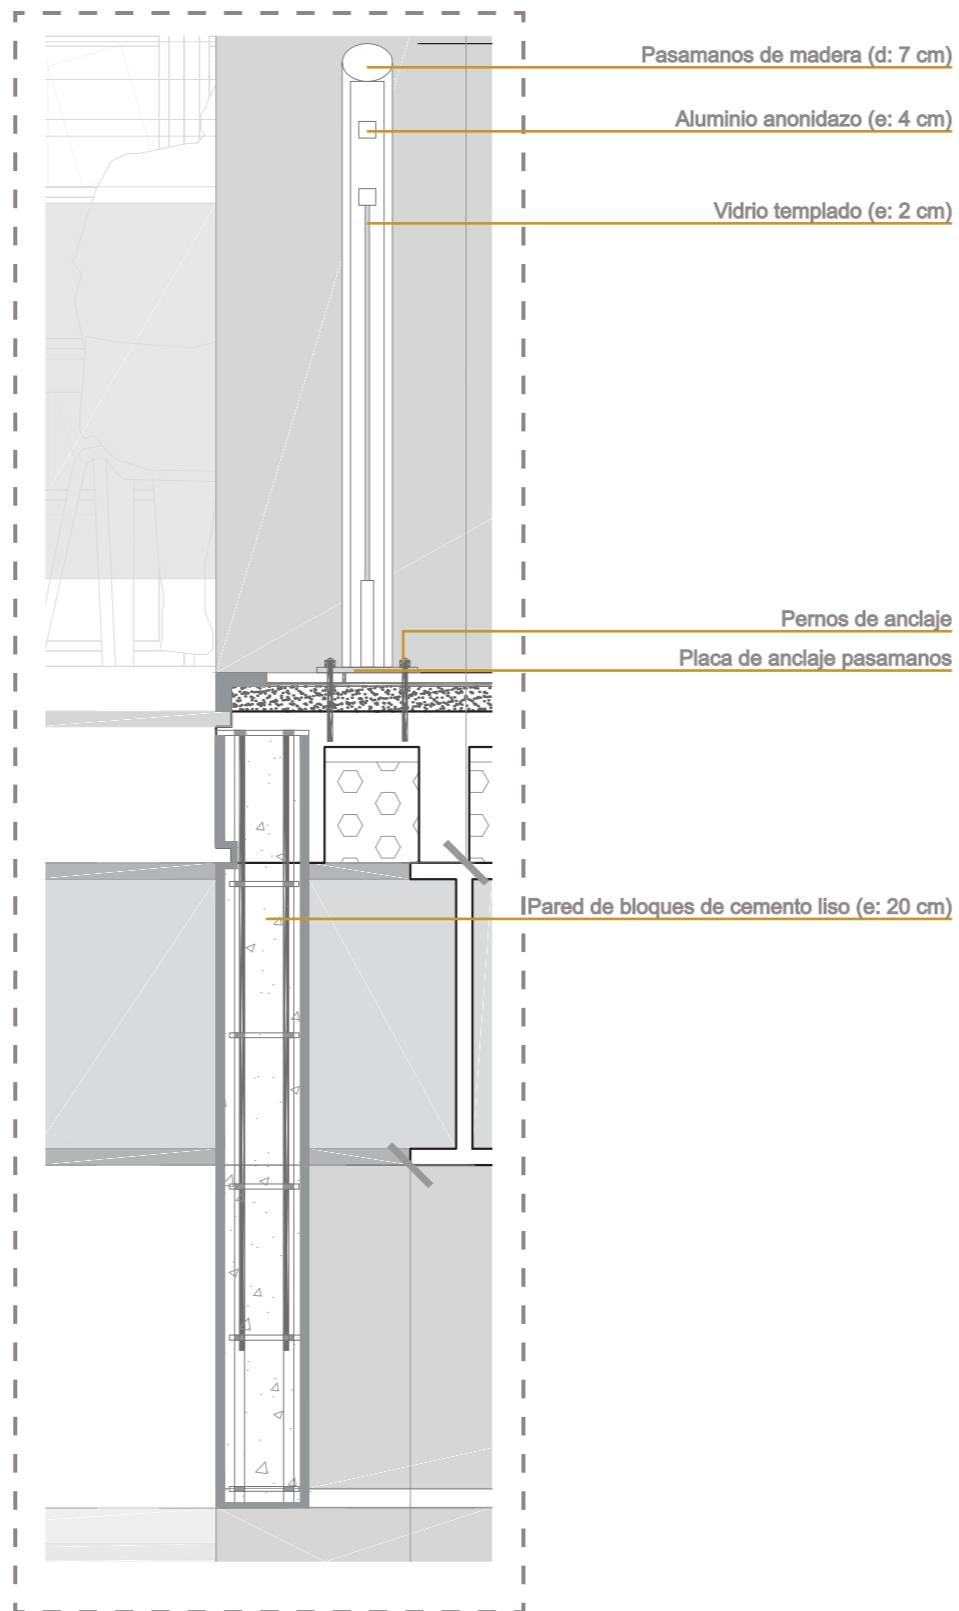 Pasamanos de madera (d: 7 cm)
Aluminio anonidazo (e: 4 cm)
Vidrio templado (e: 2 cm)
Pernos de anclaje
Placa de anclaje pasamanos
Pared de bloques de cemento liso (e: 20 cm)